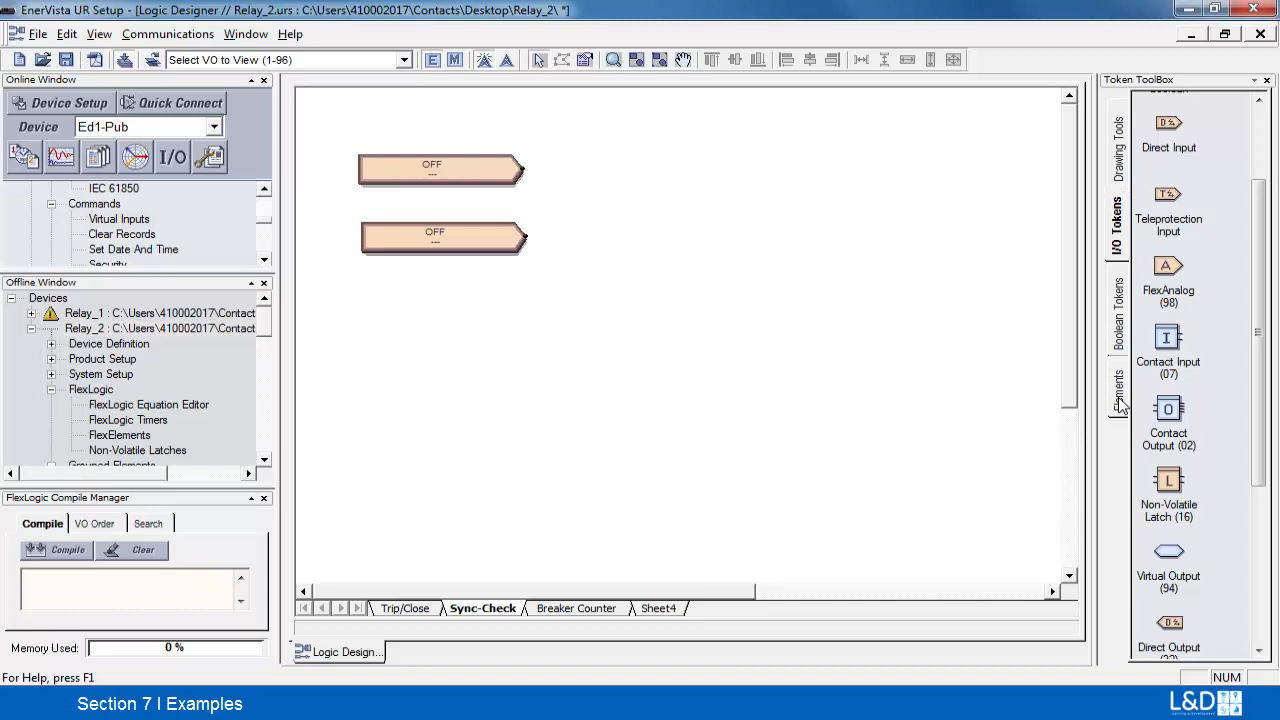 EnerVista UR Setup - [Logic Designer // Relay_2.urs : C:\Users\410002017\Contacts\Desktop\Relay_2\ *]
File Edit View Communications Window Help
Select VO to View (1-96)
E M
Online Window
Device Setup Quick Connect
Device Ed1-Pub
I/O
IEC 61850
Commands
Virtual Inputs
Clear Records
Set Date And Time
Security
Offline Window
Devices
Relay_1 : C:\Users\410002017\Contact
Relay_2 : C:\Users\410002017\Contact
Device Definition
Product Setup
System Setup
FlexLogic
FlexLogic Equation Editor
FlexLogic Timers
FlexElements
Non-Volatile Latches
Grouped Elements
FlexLogic Compile Manager
Compile VO Order Search
Compile Clear
Memory Used: 0 %
OFF
---
OFF
---
Trip/Close Sync-Check Breaker Counter Sheet4
Logic Design...
Token ToolBox
Drawing Tools
I/O Tokens
Boolean Tokens
Elements
D%
Direct Input
T%
Teleprotection
Input
A
FlexAnalog
(98)
I
Contact Input
(07)
O
Contact
Output (02)
L
Non-Volatile
Latch (16)
Virtual Output
(94)
D%
Direct Output
For Help, press F1
NUM
Section 7 I Examples
L&D